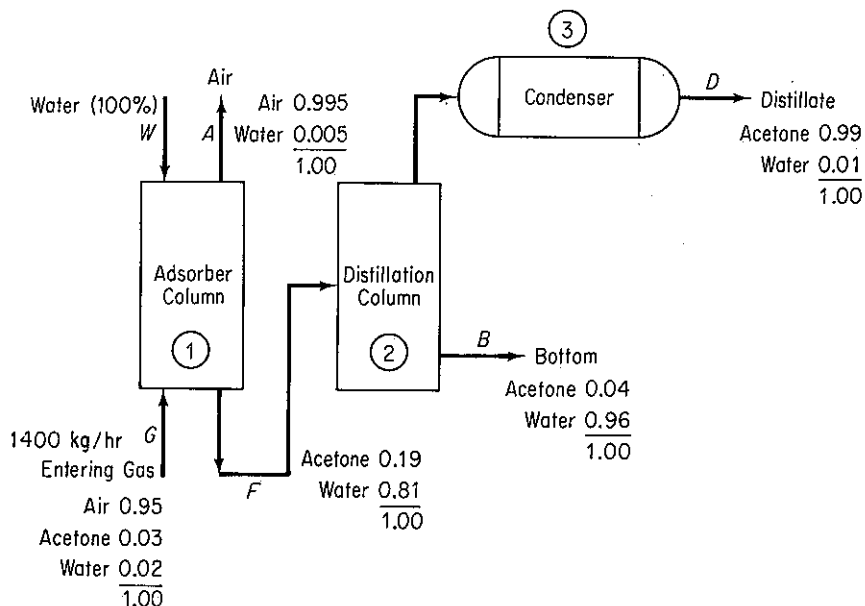 3
Condenser
D
Distillate
Acetone 0.99
Water 0.01
1.00
Air
Water (100%)
W
A
Air 0.995
Water 0.005
1.00
Adsorber
Column
1
Distillation
Column
2
B
Bottom
Acetone 0.04
Water 0.96
1.00
1400 kg/hr G
Entering Gas
Air 0.95
Acetone 0.03
Water 0.02
1.00
F
Acetone 0.19
Water 0.81
1.00